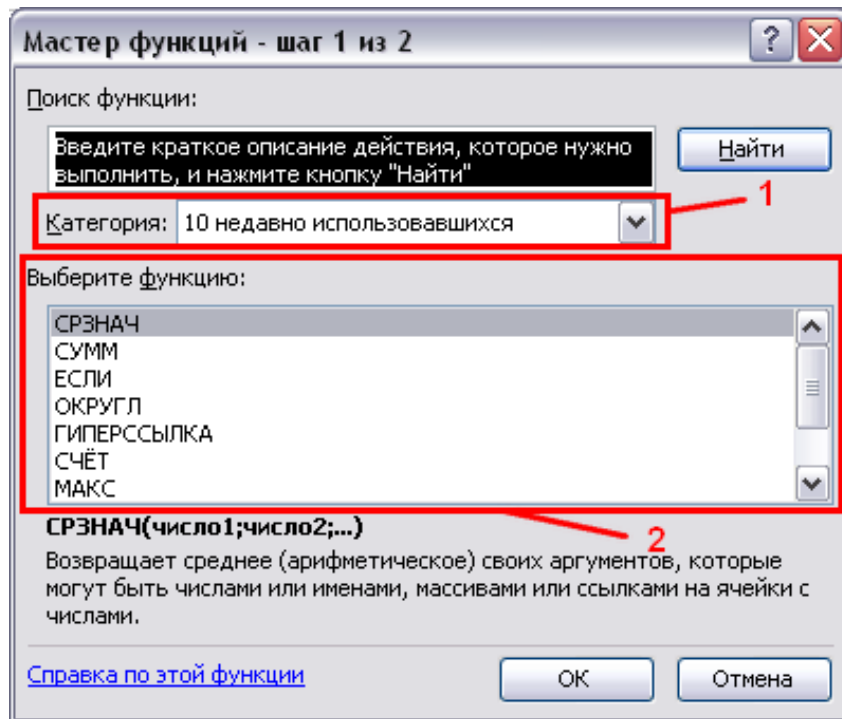 Мастер функций - шаг 1 из 2
Поиск функции:
Введите краткое описание действия, которое нужно
выполнить, и нажмите кнопку "Найти"
Найти
1
Категория: 10 недавно использовавшихся
Выберите функцию:
СРЗНАЧ
СУММ
ЕСЛИ
ОКРУГЛ
ГИПЕРССЫЛКА
СЧЁТ
МАКС
2
СРЗНАЧ(число1;число2;...)
Возвращает среднее (арифметическое) своих аргументов, которые
могут быть числами или именами, массивами или ссылками на ячейки с
числами.
Справка по этой функции
ОК
Отмена